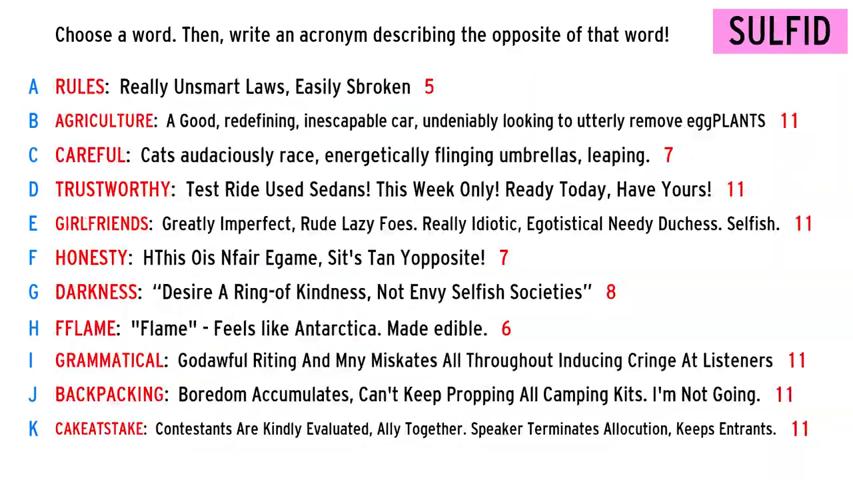 Choose a word. Then, write an acronym describing the opposite of that word!
SULFID
A RULES: Really Unsmart Laws, Easily Sbroken 5
B AGRICULTURE: A Good, redefining, inescapable car, undeniably looking to utterly remove eggPLANTS 11
C CAREFUL: Cats audaciously race, energetically flinging umbrellas, leaping. 7
D TRUSTWORTHY: Test Ride Used Sedans! This Week Only! Ready Today, Have Yours! 11
E GIRLFRIENDS: Greatly Imperfect, Rude Lazy Foes. Really Idiotic, Egotistical Needy Duchess. Selfish. 11
F HONESTY: HThis Ois Nfair Egame, Sit's Tan Yopposite! 7
G DARKNESS: “Desire A Ring-of Kindness, Not Envy Selfish Societies” 8
H FFLAME: "Flame" - Feels like Antarctica. Made edible. 6
I GRAMMATICAL: Godawful Riting And Mny Miskates All Throughout Inducing Cringe At Listeners 11
J BACKPACKING: Boredom Accumulates, Can't Keep Propping All Camping Kits. I'm Not Going. 11
K CAKEATSTAKE: Contestants Are Kindly Evaluated, Ally Together. Speaker Terminates Allocution, Keeps Entrants. 11